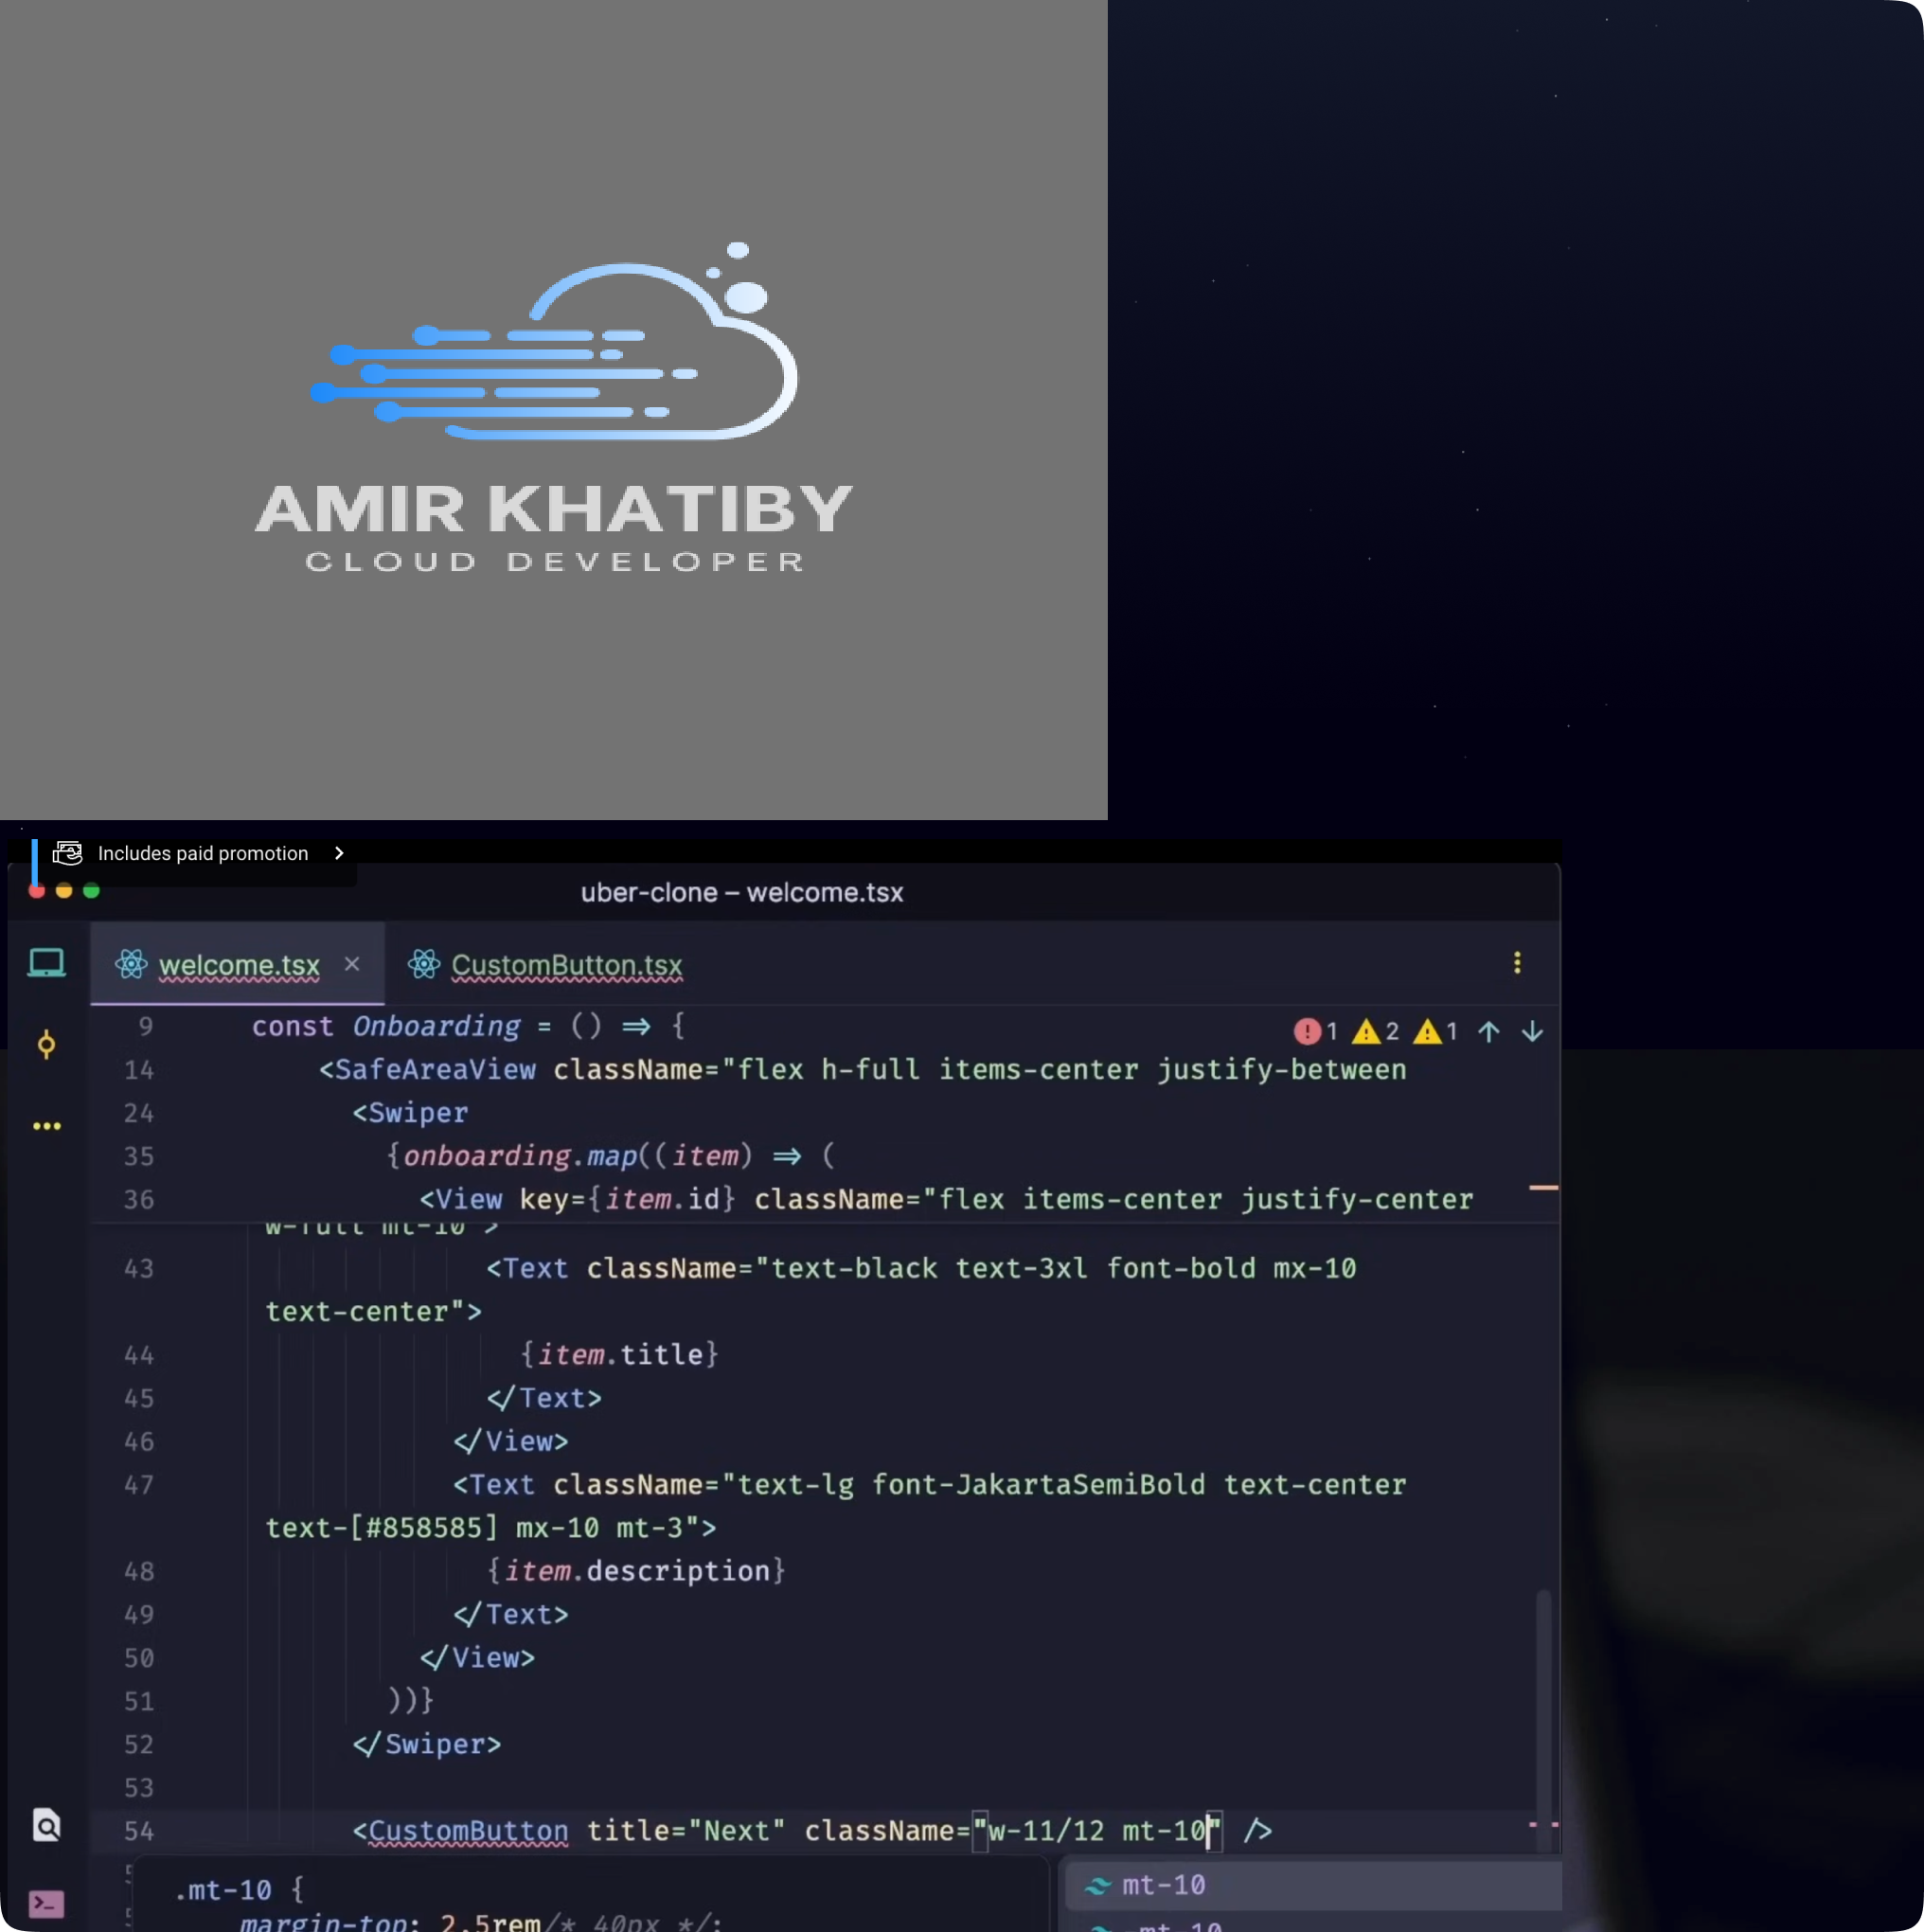 AMIR KHATIBY
CLOUD DEVELOPER
Includes paid promotion
uber-clone – welcome.tsx
welcome.tsx
CustomButton.tsx
9 const Onboarding = () ⇒ {
1 2 1
14 <SafeAreaView className="flex h-full items-center justify-between
24 <Swiper
35 {onboarding.map((item) ⇒ (
36 <View key={item.id} className="flex items-center justify-center
w-full mt-10">
43 <Text className="text-black text-3xl font-bold mx-10
text-center">
44 {item.title}
45 </Text>
46 </View>
47 <Text className="text-lg font-JakartaSemiBold text-center
text-[#858585] mx-10 mt-3">
48 {item.description}
49 </Text>
50 </View>
51 ))}
52 </Swiper>
53
54 <CustomButton title="Next" className="w-11/12 mt-10" />
.mt-10 {
margin-top: 2.5rem/* 40px */;
mt-10
-mt-10